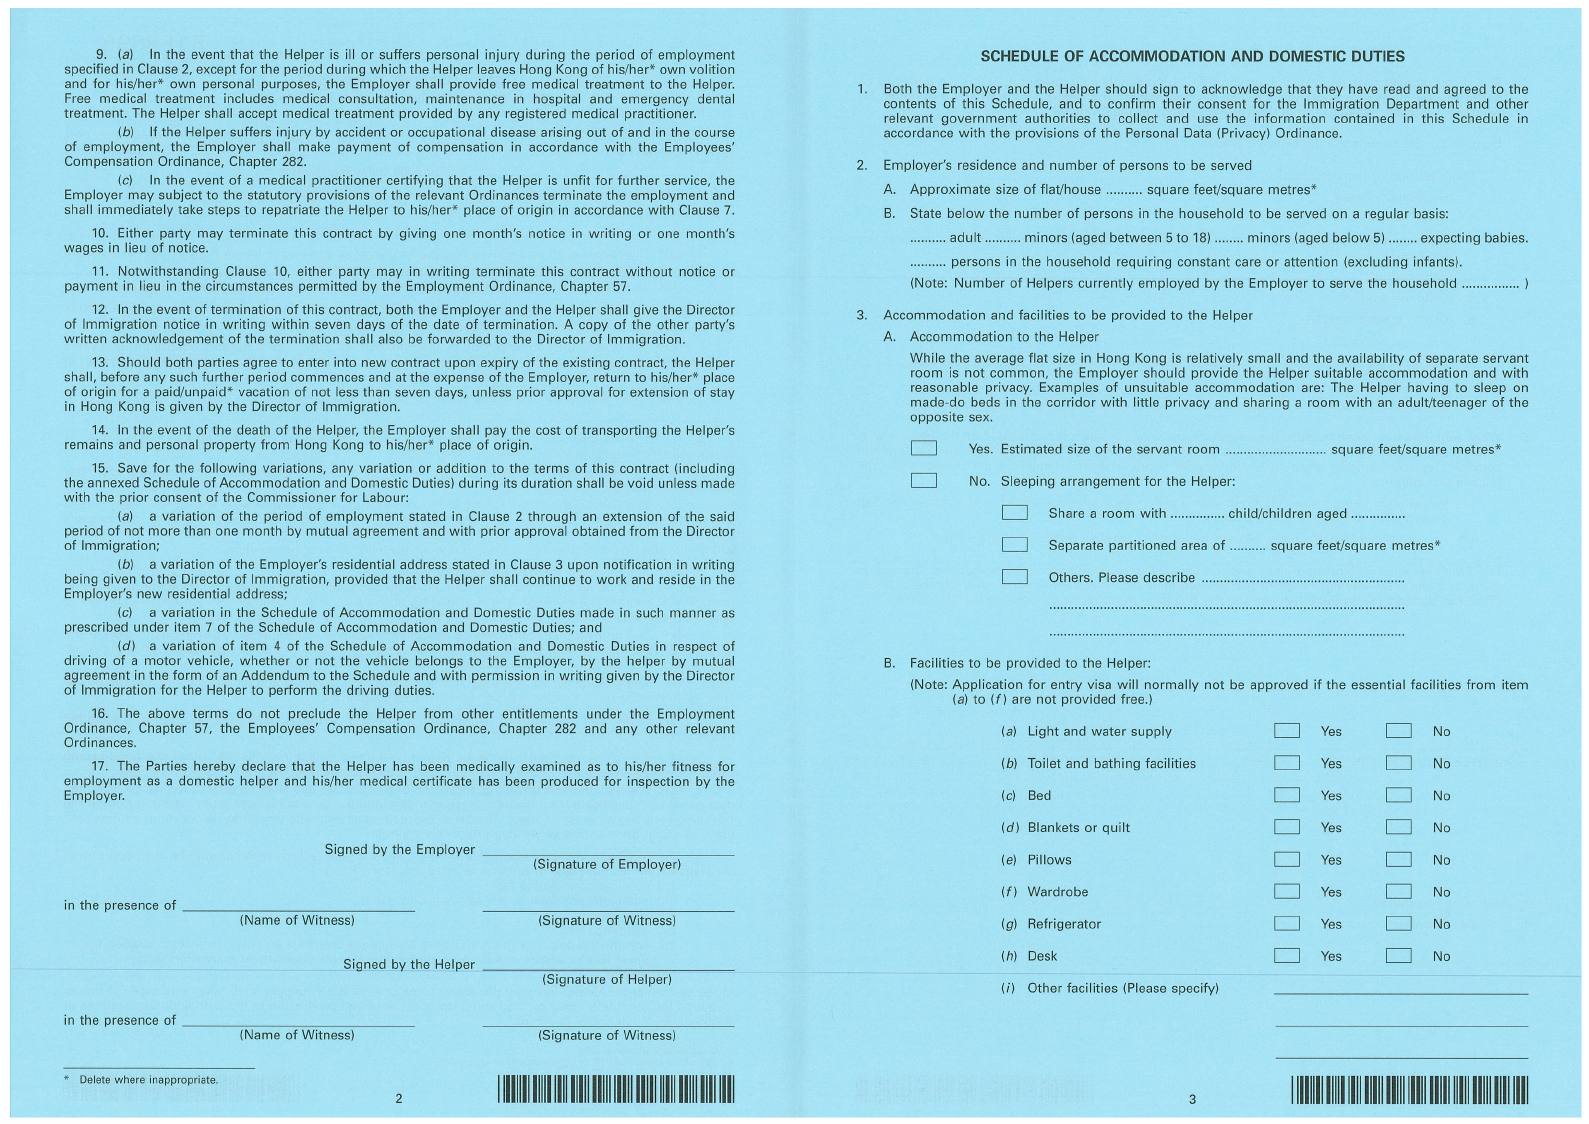 9. (a) In the event that the Helper is ill or suffers personal injury during the period of employment
specified in Clause 2, except for the period during which the Helper leaves Hong Kong of his/her* own volition
and for his/her* own personal purposes, the Employer shall provide free medical treatment to the Helper.
Free medical treatment includes medical consultation, maintenance in hospital and emergency dental
treatment. The Helper shall accept medical treatment provided by any registered medical practitioner.
(b) If the Helper suffers injury by accident or occupational disease arising out of and in the course
of employment, the Employer shall make payment of compensation in accordance with the Employees'
Compensation Ordinance, Chapter 282.
(c) In the event of a medical practitioner certifying that the Helper is unfit for further service, the
Employer may subject to the statutory provisions of the relevant Ordinances terminate the employment and
shall immediately take steps to repatriate the Helper to his/her* place of origin in accordance with Clause 7.
10. Either party may terminate this contract by giving one month's notice in writing or one month's
wages in lieu of notice.
11. Notwithstanding Clause 10, either party may in writing terminate this contract without notice or
payment in lieu in the circumstances permitted by the Employment Ordinance, Chapter 57.
12. In the event of termination of this contract, both the Employer and the Helper shall give the Director
of Immigration notice in writing within seven days of the date of termination. A copy of the other party's
written acknowledgement of the termination shall also be forwarded to the Director of Immigration.
13. Should both parties agree to enter into new contract upon expiry of the existing contract, the Helper
shall, before any such further period commences and at the expense of the Employer, return to his/her* place
of origin for a paid/unpaid* vacation of not less than seven days, unless prior approval for extension of stay
in Hong Kong is given by the Director of Immigration.
14. In the event of the death of the Helper, the Employer shall pay the cost of transporting the Helper's
remains and personal property from Hong Kong to his/her* place of origin.
15. Save for the following variations, any variation or addition to the terms of this contract (including
the annexed Schedule of Accommodation and Domestic Duties) during its duration shall be void unless made
with the prior consent of the Commissioner for Labour:
(a) a variation of the period of employment stated in Clause 2 through an extension of the said
period of not more than one month by mutual agreement and with prior approval obtained from the Director
of Immigration;
(b) a variation of the Employer's residential address stated in Clause 3 upon notification in writing
being given to the Director of Immigration, provided that the Helper shall continue to work and reside in the
Employer's new residential address;
(c) a variation in the Schedule of Accommodation and Domestic Duties made in such manner as
prescribed under item 7 of the Schedule of Accommodation and Domestic Duties; and
(d) a variation of item 4 of the Schedule of Accommodation and Domestic Duties in respect of
driving of a motor vehicle, whether or not the vehicle belongs to the Employer, by the helper by mutual
agreement in the form of an Addendum to the Schedule and with permission in writing given by the Director
of Immigration for the Helper to perform the driving duties.
16. The above terms do not preclude the Helper from other entitlements under the Employment
Ordinance, Chapter 57, the Employees' Compensation Ordinance, Chapter 282 and any other relevant
Ordinances.
17. The Parties hereby declare that the Helper has been medically examined as to his/her fitness for
employment as a domestic helper and his/her medical certificate has been produced for inspection by the
Employer.
Signed by the Employer
(Signature of Employer)
in the presence of
(Name of Witness) (Signature of Witness)
Signed by the Helper
(Signature of Helper)
in the presence of
(Name of Witness) (Signature of Witness)
* Delete where inappropriate.
2
SCHEDULE OF ACCOMMODATION AND DOMESTIC DUTIES
1. Both the Employer and the Helper should sign to acknowledge that they have read and agreed to the
contents of this Schedule, and to confirm their consent for the Immigration Department and other
relevant government authorities to collect and use the information contained in this Schedule in
accordance with the provisions of the Personal Data (Privacy) Ordinance.
2. Employer's residence and number of persons to be served
A. Approximate size of flat/house .......... square feet/square metres*
B. State below the number of persons in the household to be served on a regular basis:
.......... adult .......... minors (aged between 5 to 18) ........ minors (aged below 5) ........ expecting babies.
.......... persons in the household requiring constant care or attention (excluding infants).
(Note: Number of Helpers currently employed by the Employer to serve the household ................ )
3. Accommodation and facilities to be provided to the Helper
A. Accommodation to the Helper
While the average flat size in Hong Kong is relatively small and the availability of separate servant
room is not common, the Employer should provide the Helper suitable accommodation and with
reasonable privacy. Examples of unsuitable accommodation are: The Helper having to sleep on
made-do beds in the corridor with little privacy and sharing a room with an adult/teenager of the
opposite sex.
Yes. Estimated size of the servant room ............................ square feet/square metres*
No. Sleeping arrangement for the Helper:
Share a room with ............... child/children aged ...............
Separate partitioned area of .......... square feet/square metres*
Others. Please describe ........................................................
...................................................................................................
...................................................................................................
B. Facilities to be provided to the Helper:
(Note: Application for entry visa will normally not be approved if the essential facilities from item
(a) to (f) are not provided free.)
(a) Light and water supply Yes No
(b) Toilet and bathing facilities Yes No
(c) Bed Yes No
(d) Blankets or quilt Yes No
(e) Pillows Yes No
(f) Wardrobe Yes No
(g) Refrigerator Yes No
(h) Desk Yes No
(i) Other facilities (Please specify)
3